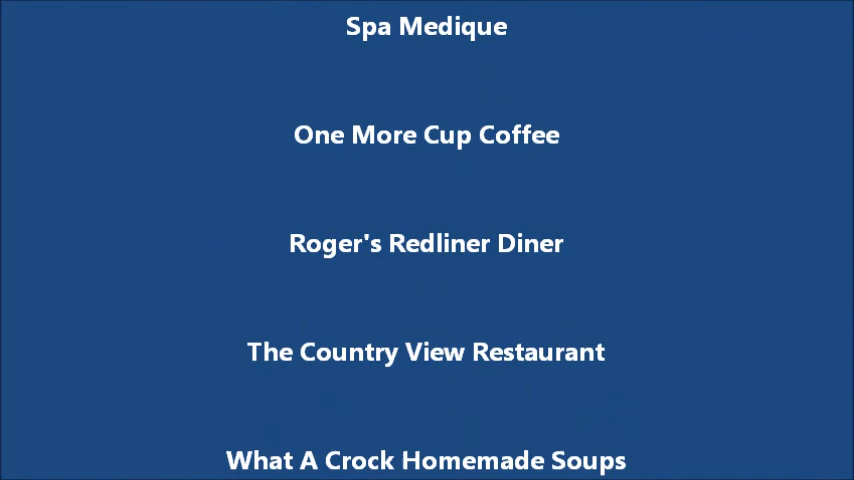 Spa Medique
One More Cup Coffee
Roger's Redliner Diner
The Country View Restaurant
What A Crock Homemade Soups